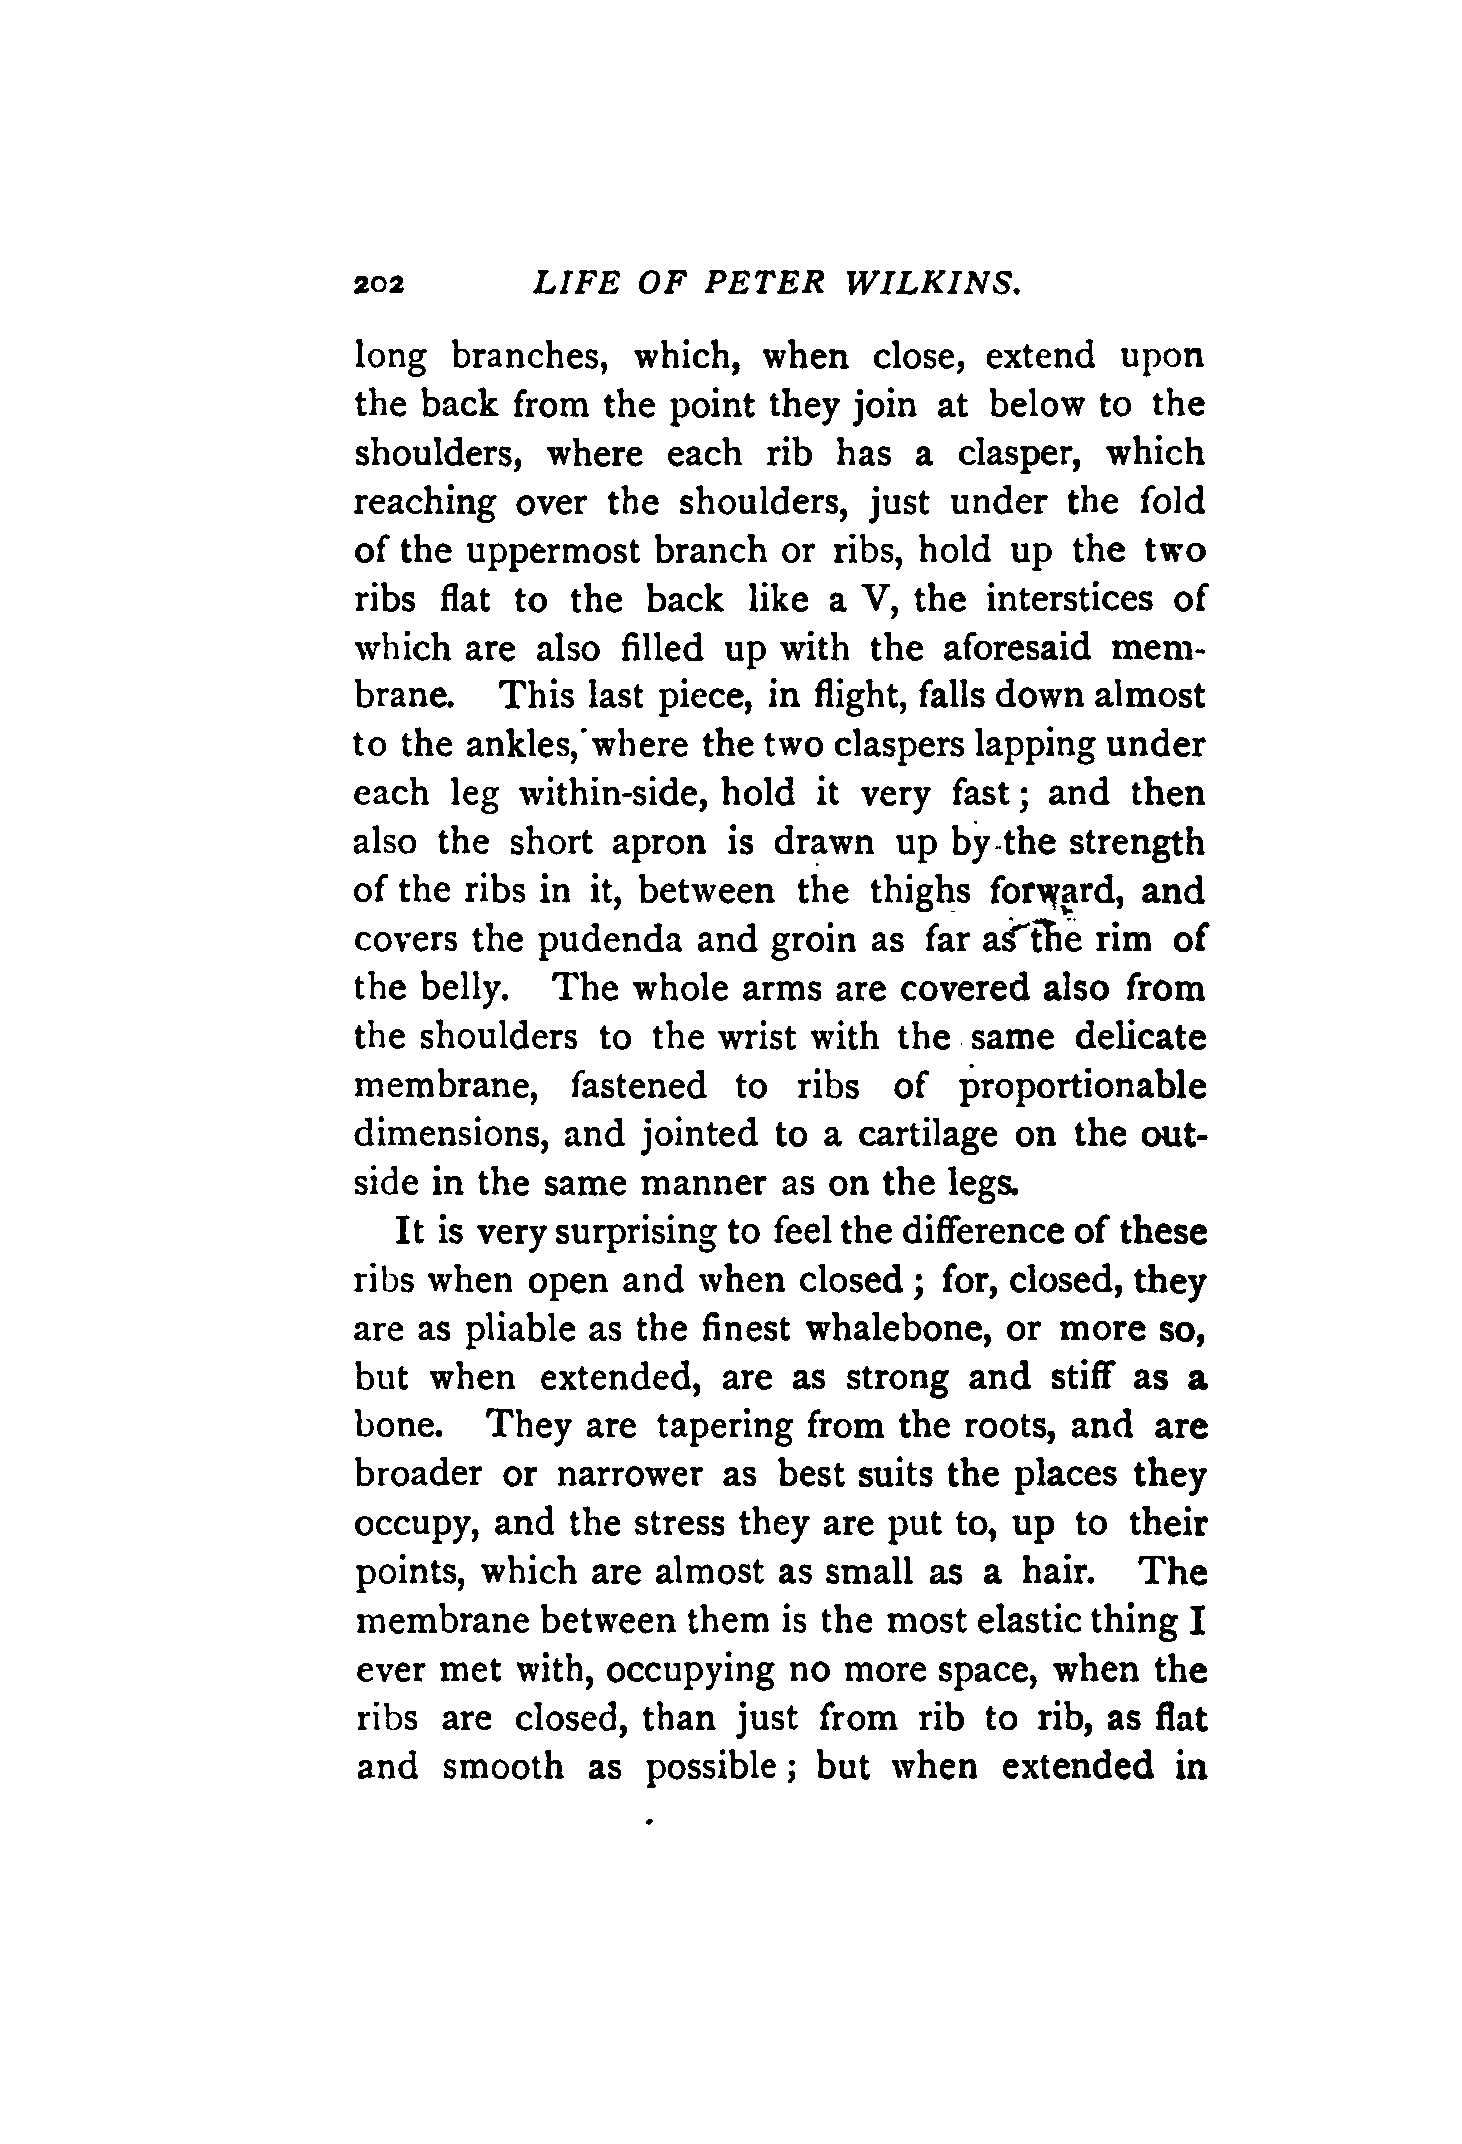 202 LIFE OF PETER WILKINS.
long branches, which, when close, extend upon
the back from the point they join at below to the
shoulders, where each rib has a clasper, which
reaching over the shoulders, just under the fold
of the uppermost branch or ribs, hold up the two
ribs flat to the back like a V, the interstices of
which are also filled up with the aforesaid mem-
brane. This last piece, in flight, falls down almost
to the ankles, where the two claspers lapping under
each leg within-side, hold it very fast; and then
also the short apron is drawn up by the strength
of the ribs in it, between the thighs forward, and
covers the pudenda and groin as far as the rim of
the belly. The whole arms are covered also from
the shoulders to the wrist with the same delicate
membrane, fastened to ribs of proportionable
dimensions, and jointed to a cartilage on the out-
side in the same manner as on the legs.
It is very surprising to feel the difference of these
ribs when open and when closed; for, closed, they
are as pliable as the finest whalebone, or more so,
but when extended, are as strong and stiff as a
bone. They are tapering from the roots, and are
broader or narrower as best suits the places they
occupy, and the stress they are put to, up to their
points, which are almost as small as a hair. The
membrane between them is the most elastic thing I
ever met with, occupying no more space, when the
ribs are closed, than just from rib to rib, as flat
and smooth as possible; but when extended in